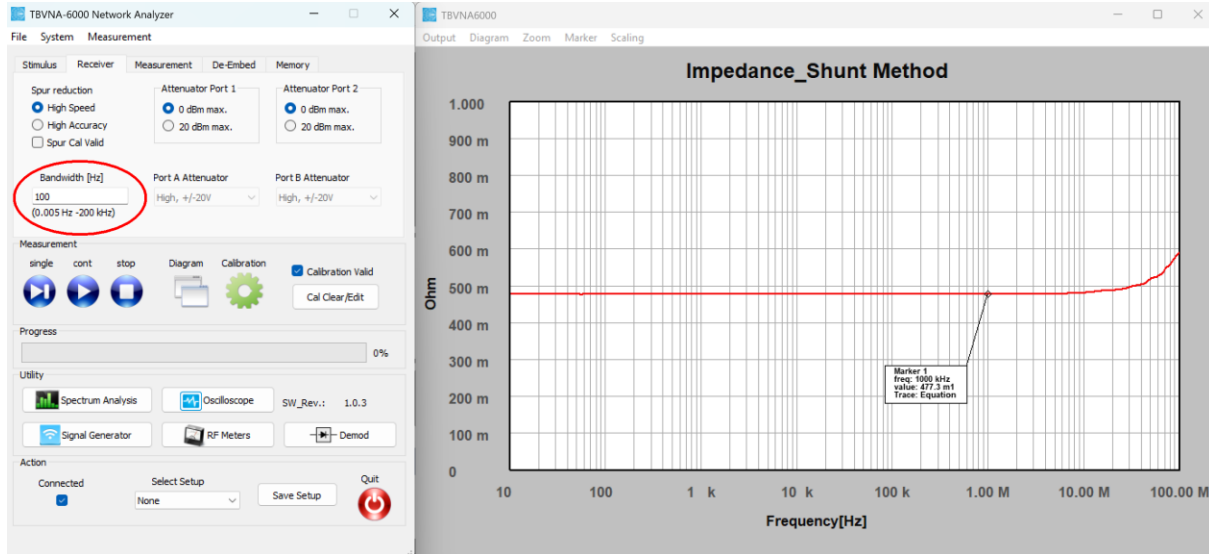 TBVNA-6000 Network Analyzer
File System Measurement
Stimulus Receiver Measurement De-Embed Memory
Spur reduction
High Speed
High Accuracy
Spur Cal Valid
Attenuator Port 1
0 dBm max.
20 dBm max.
Attenuator Port 2
0 dBm max.
20 dBm max.
Bandwidth [Hz]
100
(0.005 Hz -200 kHz)
Port A Attenuator
High, +/-20V
Port B Attenuator
High, +/-20V
Measurement
single cont stop Diagram Calibration
Calibration Valid
Cal Clear/Edit
Progress
0%
Utility
Spectrum Analysis Oscilloscope SW_Rev.: 1.0.3
Signal Generator RF Meters Demod
Action
Connected Select Setup Quit
None Save Setup
TBVNA6000
Output Diagram Zoom Marker Scaling
Impedance_Shunt Method
1.000
900 m
800 m
700 m
600 m
500 m
400 m
300 m
200 m
100 m
0
Ohm
Marker 1
freq: 1000 kHz
value: 477.3 m1
Trace: Equation
10 100 1 k 10 k 100 k 1.00 M 10.00 M 100.00 M
Frequency[Hz]